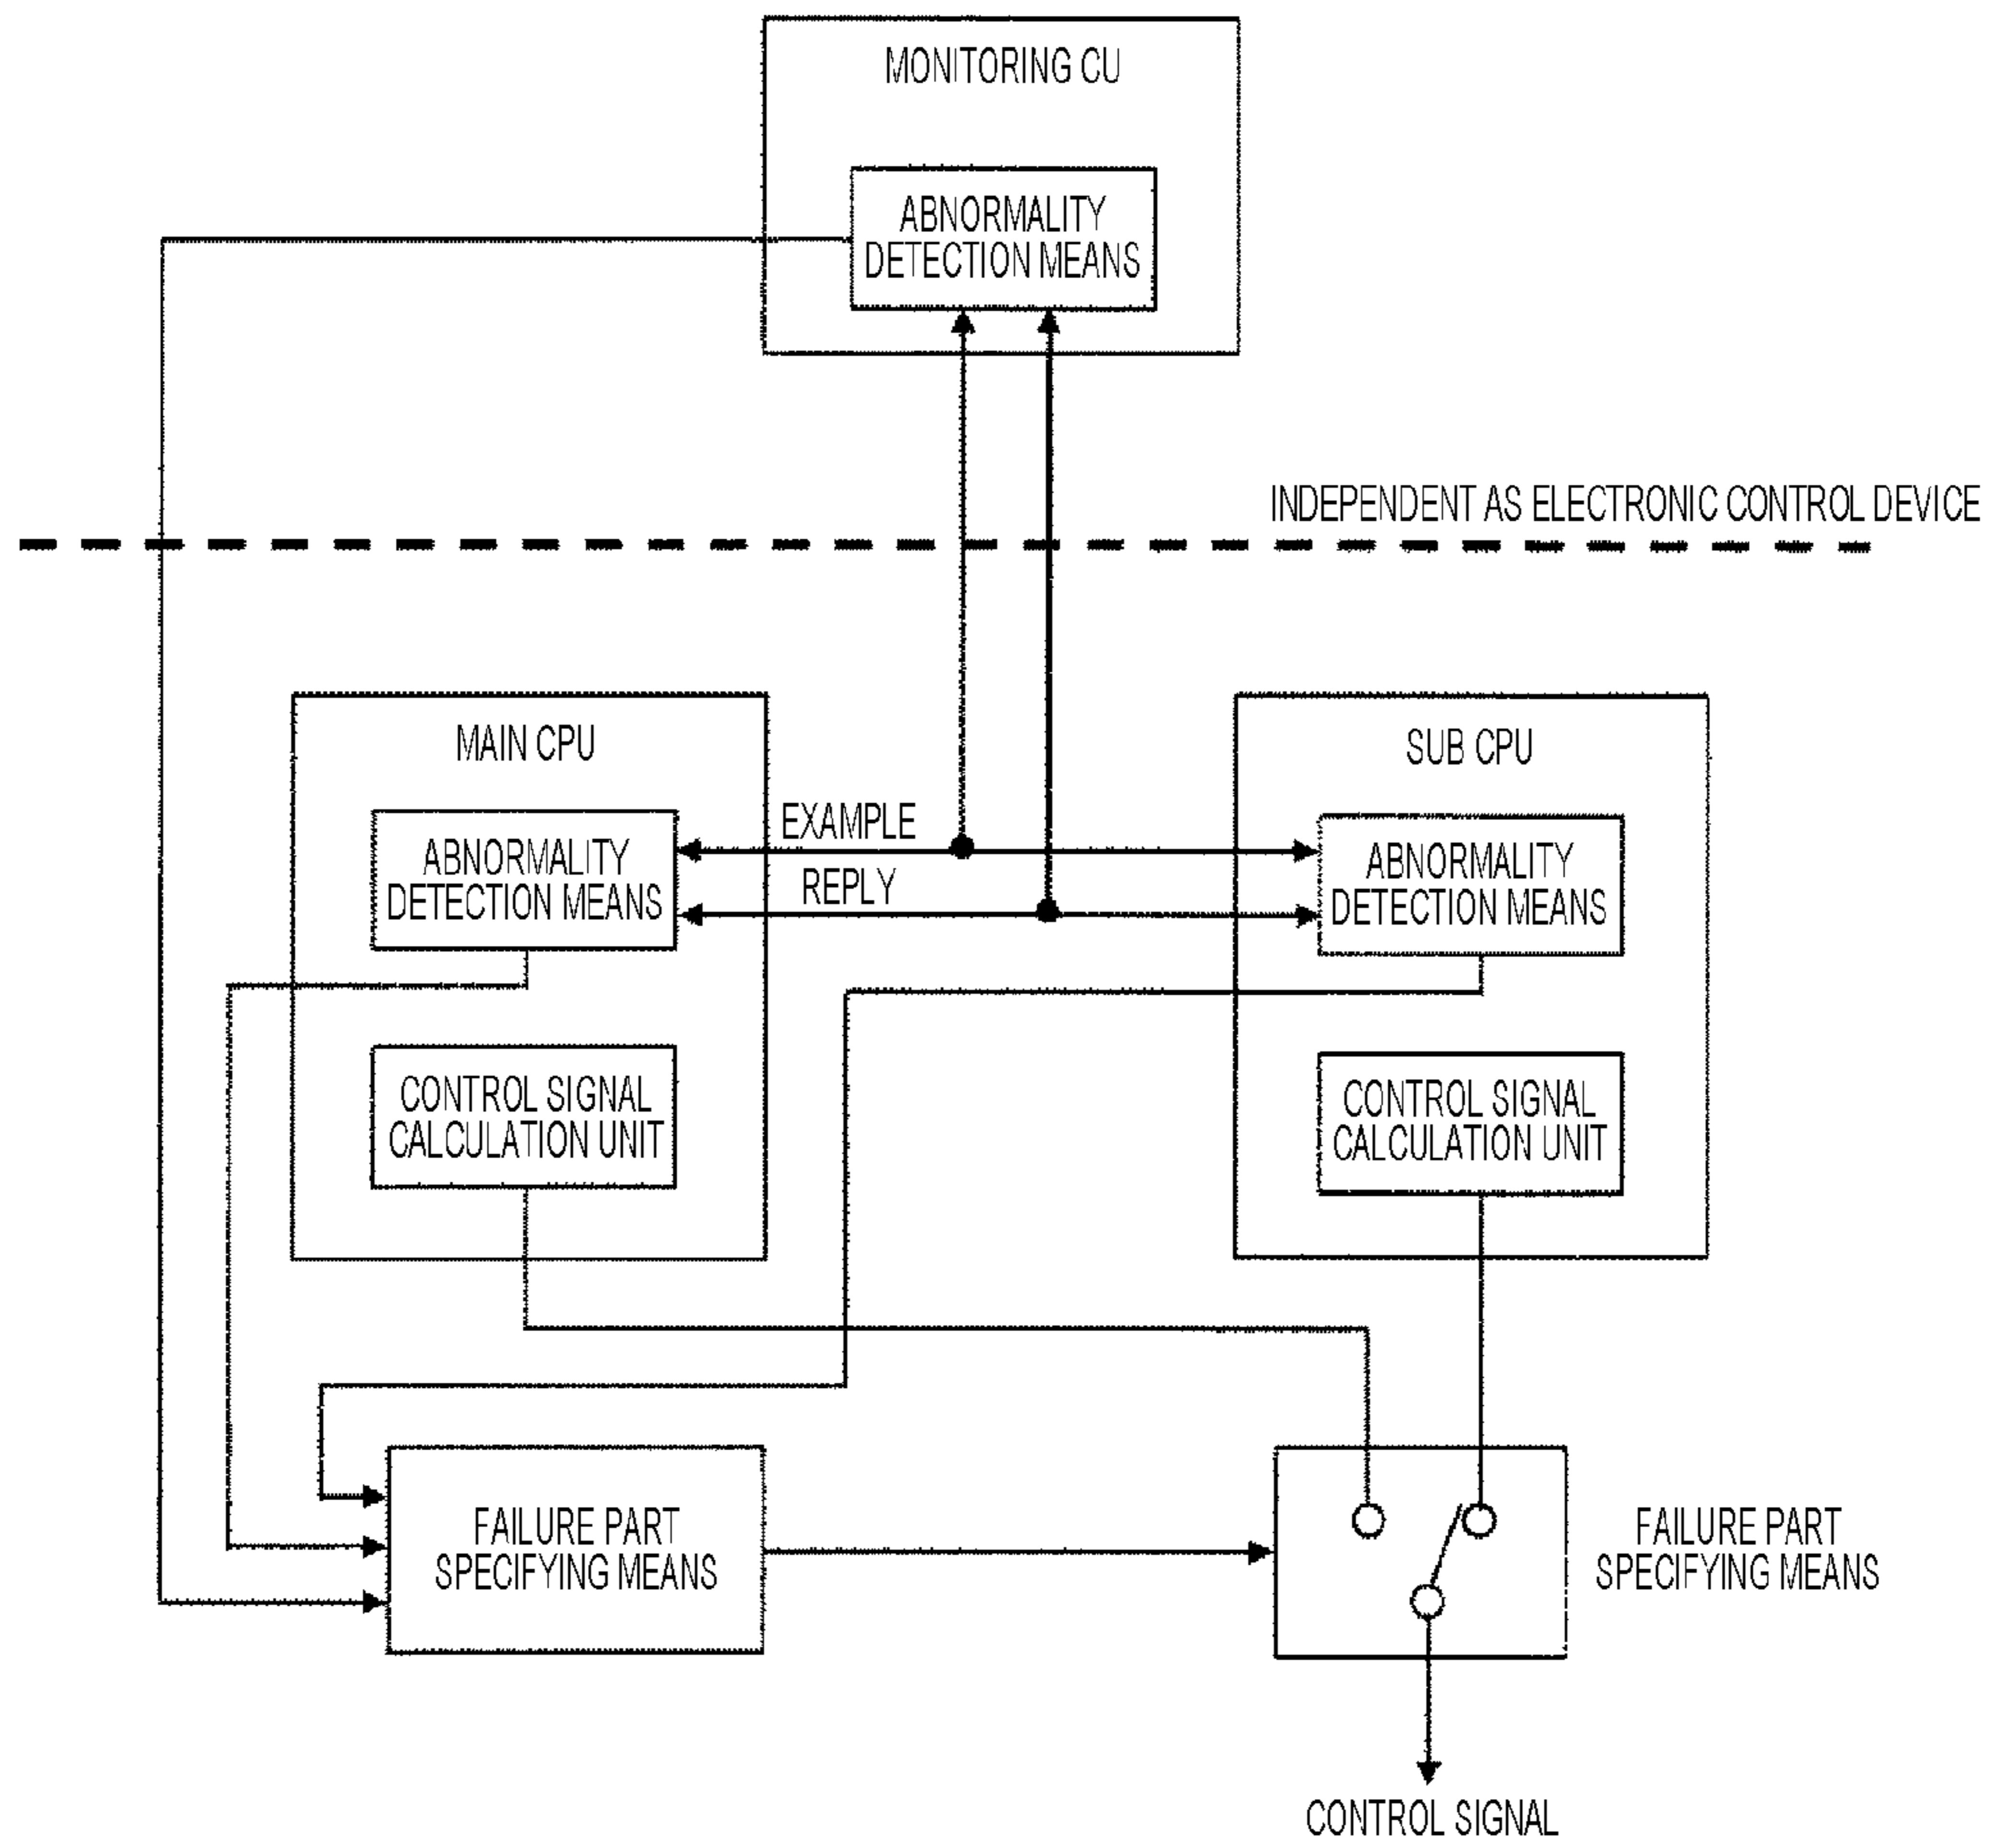 MONITORING CU
ABNORMALITY
DETECTION MEANS
INDEPENDENT AS ELECTRONIC CONTROL DEVICE
MAIN CPU
SUB CPU
EXAMPLE
REPLY
ABNORMALITY
DETECTION MEANS
ABNORMALITY
DETECTION MEANS
CONTROL SIGNAL
CALCULATION UNIT
CONTROL SIGNAL
CALCULATION UNIT
FAILURE PART
SPECIFYING MEANS
FAILURE PART
SPECIFYING MEANS
CONTROL SIGNAL